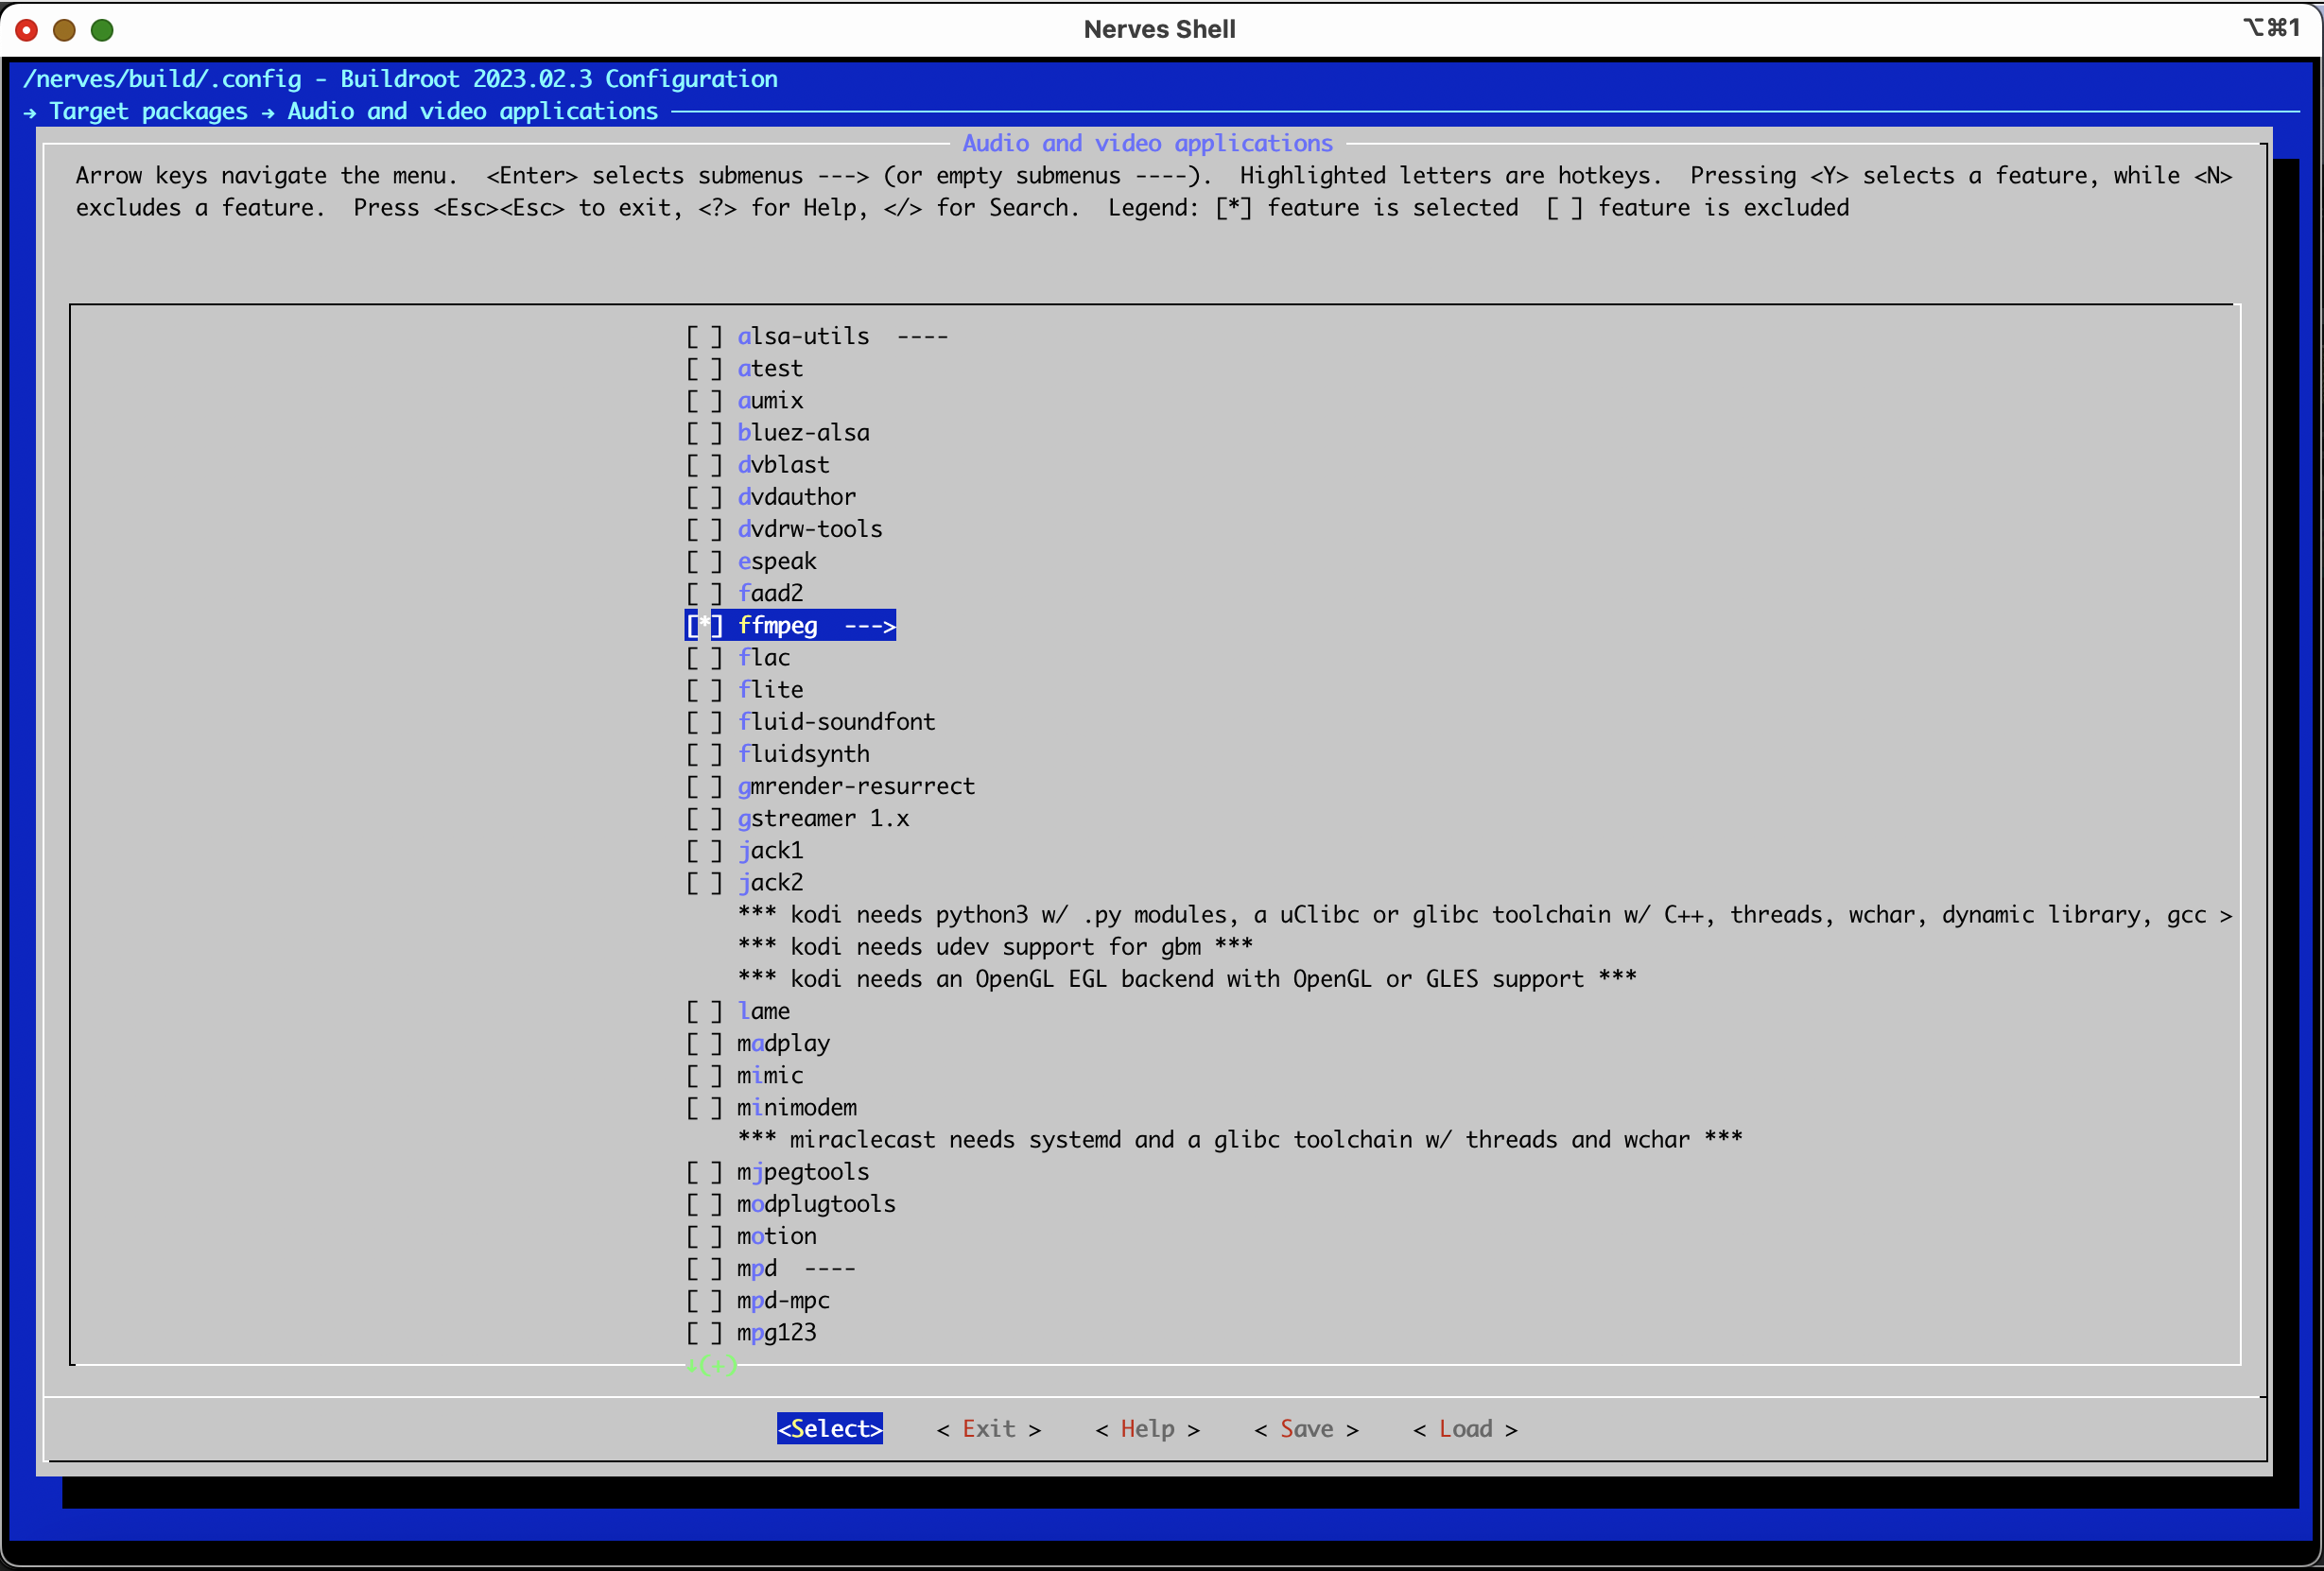 Nerves Shell
⌥⌘1
/nerves/build/.config - Buildroot 2023.02.3 Configuration
→ Target packages → Audio and video applications
Audio and video applications
Arrow keys navigate the menu.  <Enter> selects submenus ---> (or empty submenus ----).  Highlighted letters are hotkeys.  Pressing <Y> selects a feature, while <N>
excludes a feature.  Press <Esc><Esc> to exit, <?> for Help, </> for Search.  Legend: [*] feature is selected  [ ] feature is excluded
[ ] alsa-utils  ----
[ ] atest
[ ] aumix
[ ] bluez-alsa
[ ] dvblast
[ ] dvdauthor
[ ] dvdrw-tools
[ ] espeak
[ ] faad2
[*] ffmpeg  --->
[ ] flac
[ ] flite
[ ] fluid-soundfont
[ ] fluidsynth
[ ] gmrender-resurrect
[ ] gstreamer 1.x
[ ] jack1
[ ] jack2
*** kodi needs python3 w/ .py modules, a uClibc or glibc toolchain w/ C++, threads, wchar, dynamic library, gcc >
*** kodi needs udev support for gbm ***
*** kodi needs an OpenGL EGL backend with OpenGL or GLES support ***
[ ] lame
[ ] madplay
[ ] mimic
[ ] minimodem
*** miraclecast needs systemd and a glibc toolchain w/ threads and wchar ***
[ ] mjpegtools
[ ] modplugtools
[ ] motion
[ ] mpd  ----
[ ] mpd-mpc
[ ] mpg123
↓(+)
<Select>    < Exit >    < Help >    < Save >    < Load >